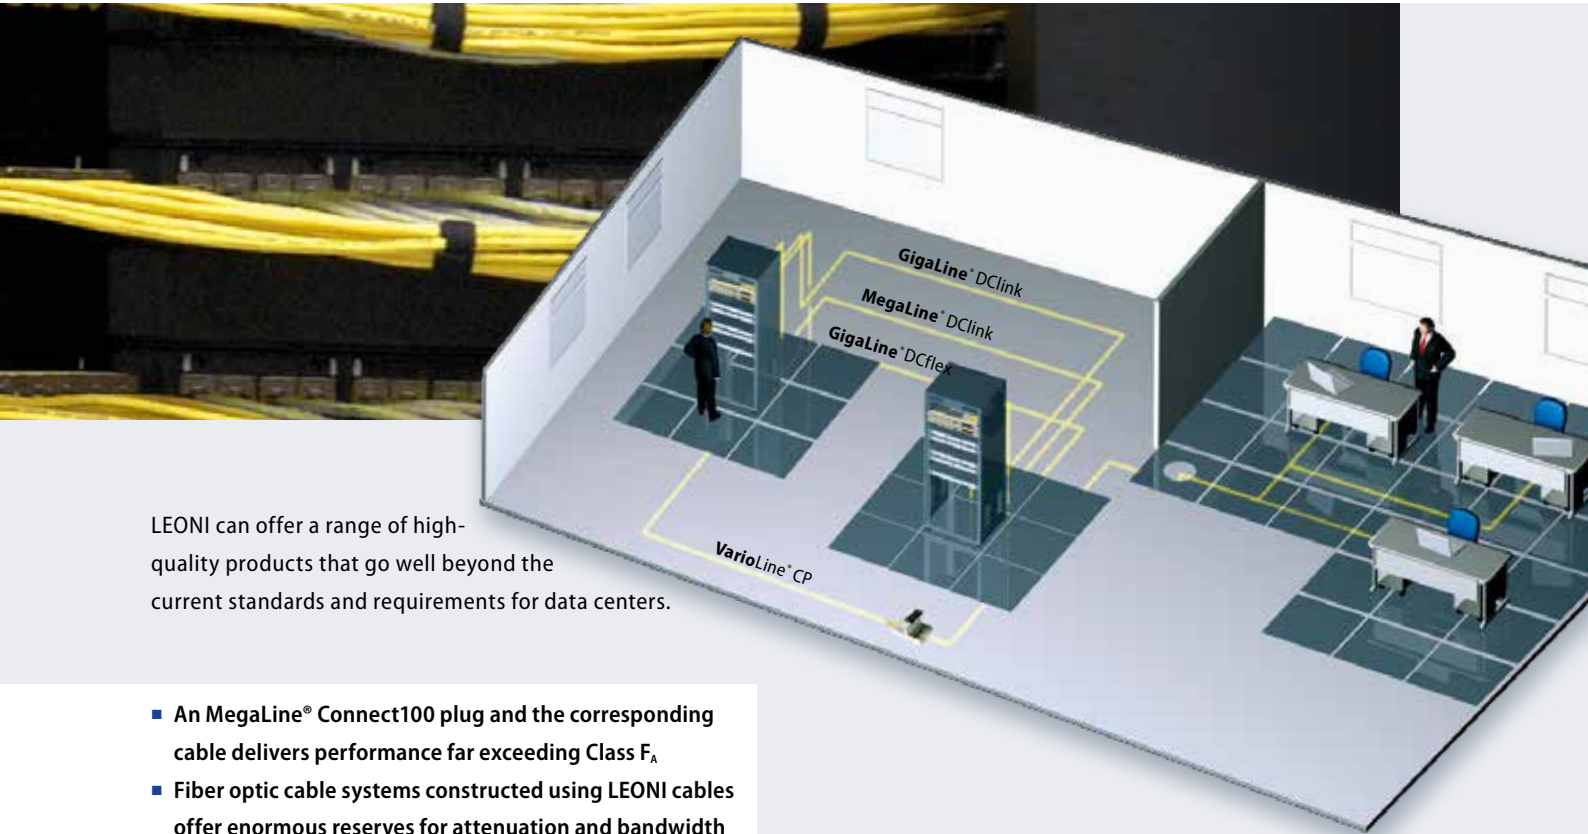 GigaLine® DClink
MegaLine® DClink
GigaLine® DCflex
VarioLine® CP
LEONI can offer a range of high-
quality products that go well beyond the
current standards and requirements for data centers.
■ An MegaLine® Connect100 plug and the corresponding
cable delivers performance far exceeding Class FA
■ Fiber optic cable systems constructed using LEONI cables
offer enormous reserves for attenuation and bandwidth